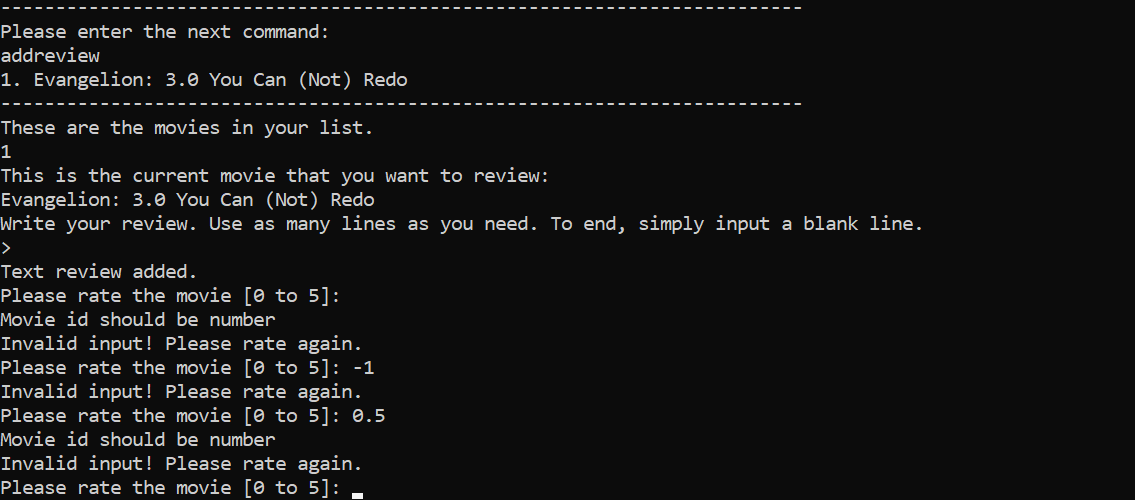 -------------------------------------------------------------------------
Please enter the next command:
addreview
1. Evangelion: 3.0 You Can (Not) Redo
-------------------------------------------------------------------------
These are the movies in your list.
1
This is the current movie that you want to review:
Evangelion: 3.0 You Can (Not) Redo
Write your review. Use as many lines as you need. To end, simply input a blank line.
>
Text review added.
Please rate the movie [0 to 5]:
Movie id should be number
Invalid input! Please rate again.
Please rate the movie [0 to 5]: -1
Invalid input! Please rate again.
Please rate the movie [0 to 5]: 0.5
Movie id should be number
Invalid input! Please rate again.
Please rate the movie [0 to 5]: